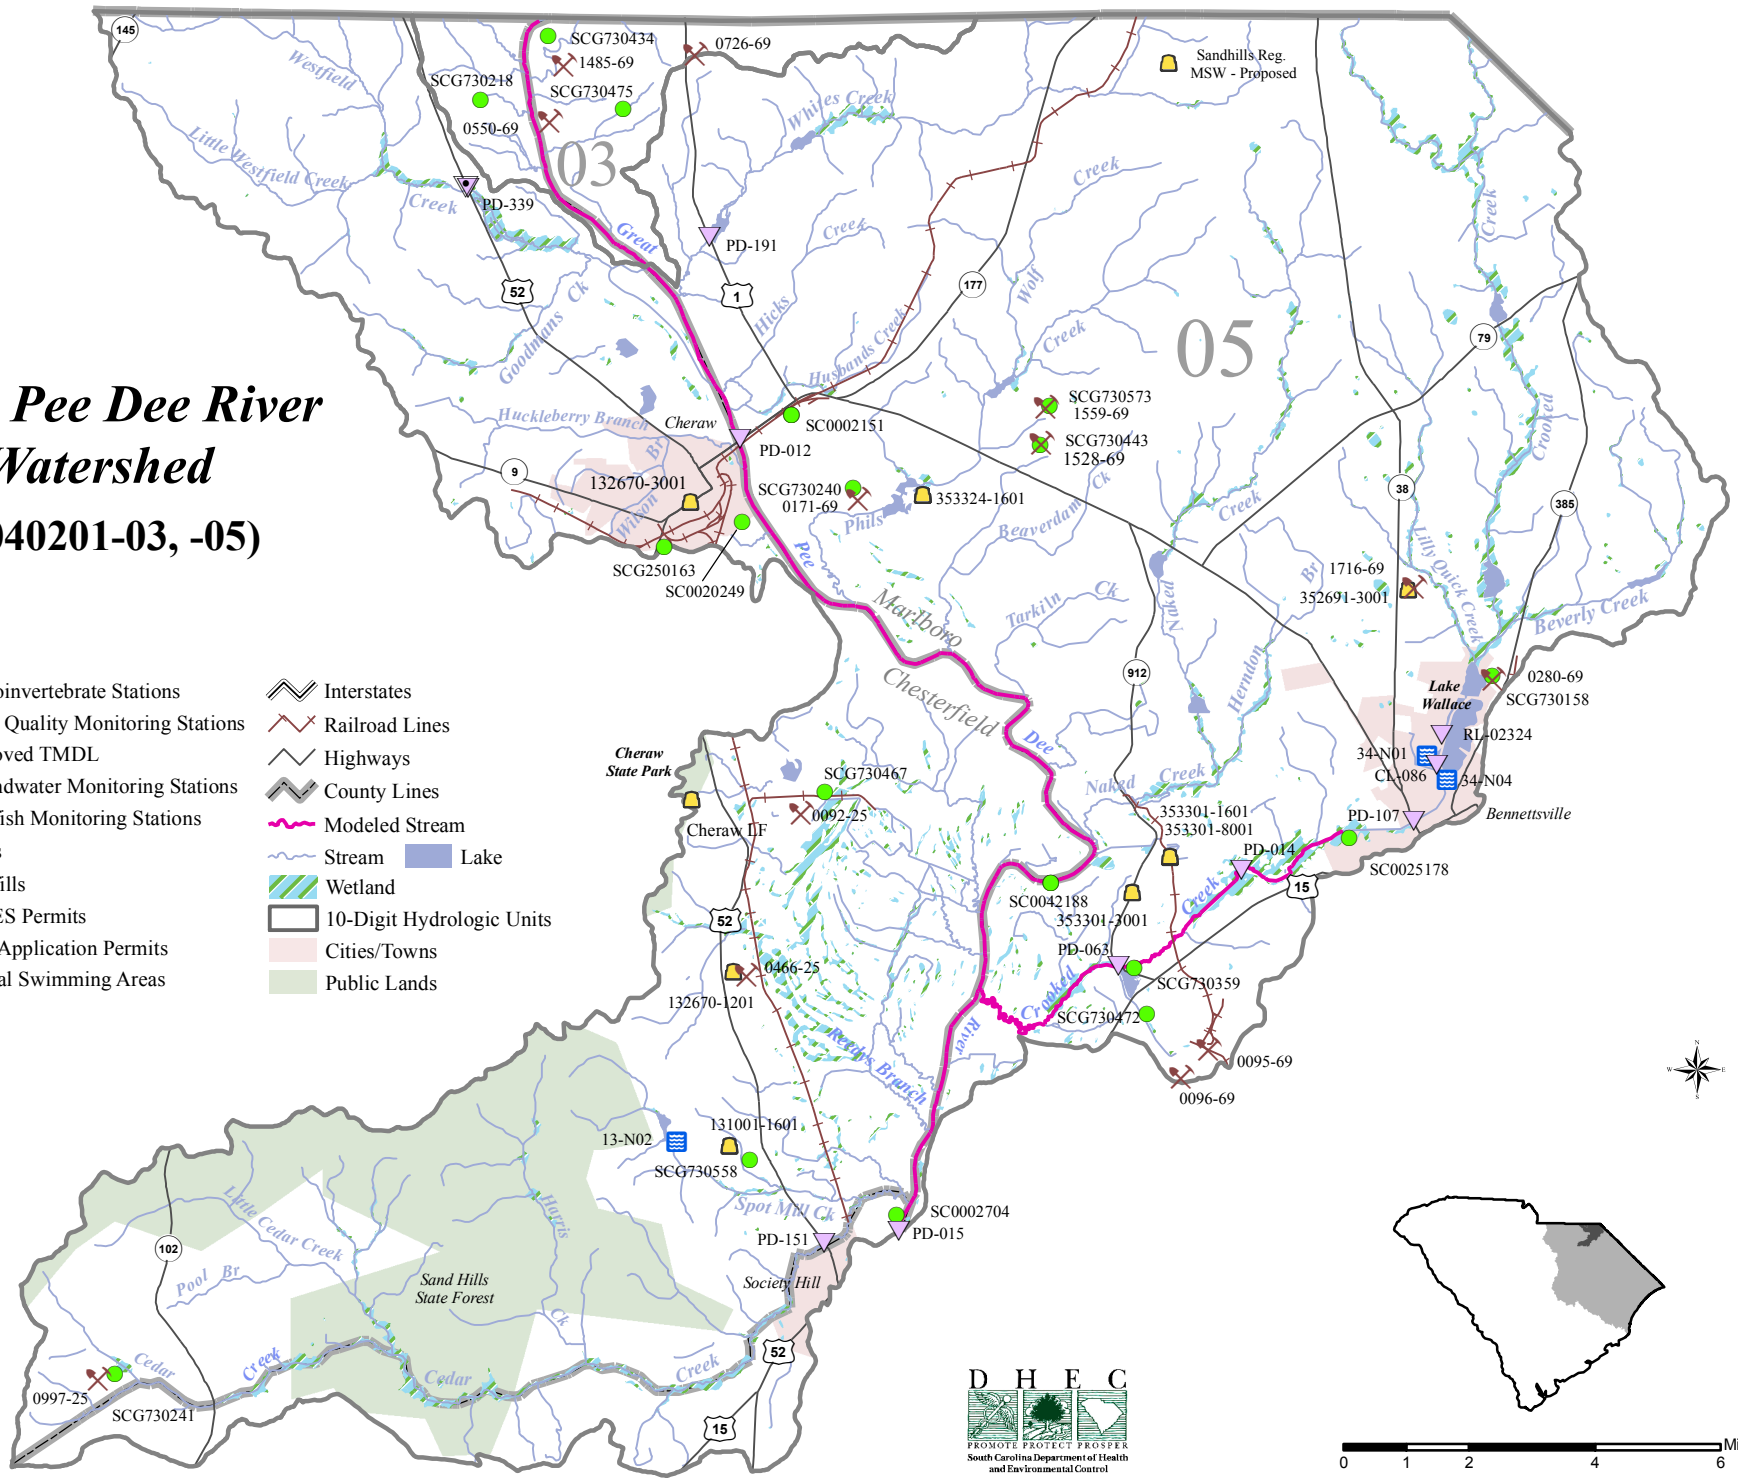 145
Westfield
SCG730434
1485-69
0726-69
SCG730218
SCG730475
0550-69
Sandhills Reg.
MSW - Proposed
Whites Creek
03
Little Westfield Creek
Creek
PD-339
Great
PD-191
Creek
Creek
Creek
52
Goodmans Ck
1
Hicks
177
Wolf
Creek
Husbands Creek
05
79
Pee Dee River
Watershed
040201-03, -05)
Huckleberry Branch
Cheraw
SC0002151
PD-012
SCG730573
1559-69
SCG730443
1528-69
Crooked
9
Br
132670-3001
Wilson
SCG730240
0171-69
353324-1601
Phils
Beaverdam Ck
Creek
38
385
SCG250163
SC0020249
Pee
Marlboro
Chesterfield
Tarkiln Ck
Naked
Br
Herndon
Lilly Quick Creek
1716-69
352691-3001
Beverly Creek
912
0280-69
SCG730158
Lake
Wallace
RL-02324
34-N01
CL-086
34-N04
Bennettsville
PD-107
SC0025178
oinvertebrate Stations
Quality Monitoring Stations
oved TMDL
ndwater Monitoring Stations
fish Monitoring Stations
s
fills
ES Permits
Application Permits
al Swimming Areas
Interstates
Railroad Lines
Highways
County Lines
Modeled Stream
Stream
Lake
Wetland
10-Digit Hydrologic Units
Cities/Towns
Public Lands
Cheraw
State Park
Cheraw LF
SCG730467
0092-25
Dee
Naked Creek
353301-1601
353301-8001
PD-014
15
SC0042188
353301-3001
Creek
PD-063
Crooked
SCG730359
SCG730472
0095-69
0096-69
52
0466-25
132670-1201
Reedys Branch
River
13-N02
131001-1601
SCG730558
Spot Mill Ck
SC0002704
PD-015
PD-151
Society Hill
N
W
E
S
Harris
Ck
Little Cedar Creek
Pool Br
102
Sand Hills
State Forest
Cedar
Creek
Cedar
Creek
0997-25
SCG730241
52
15
D H E C
PROMOTE PROTECT PROSPER
South Carolina Department of Health
and Environmental Control
Mi
0 1 2 4 6